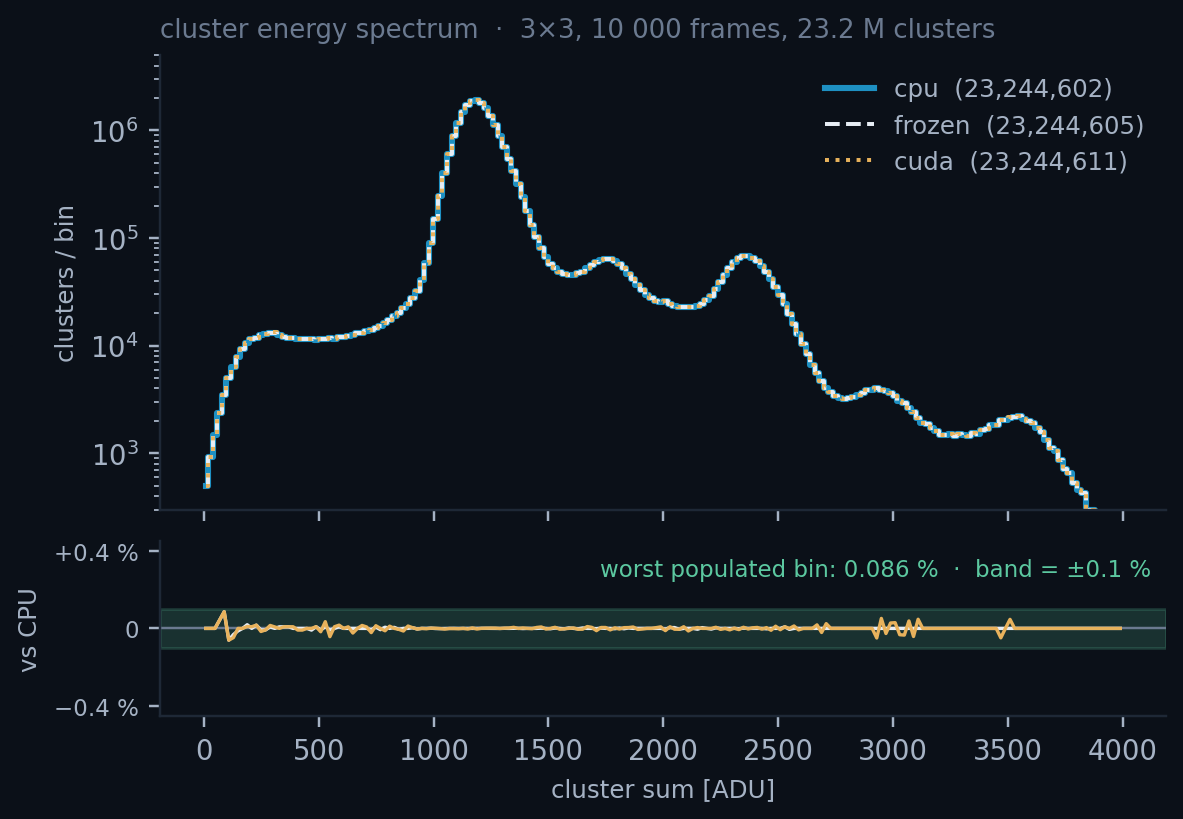 cluster energy spectrum · 3×3, 10 000 frames, 23.2 M clusters
cpu (23,244,602)
frozen (23,244,605)
cuda (23,244,611)
clusters / bin
10⁶
10⁵
10⁴
10³
worst populated bin: 0.086 % · band = ±0.1 %
vs CPU
+0.4 %
0
−0.4 %
0 500 1000 1500 2000 2500 3000 3500 4000
cluster sum [ADU]